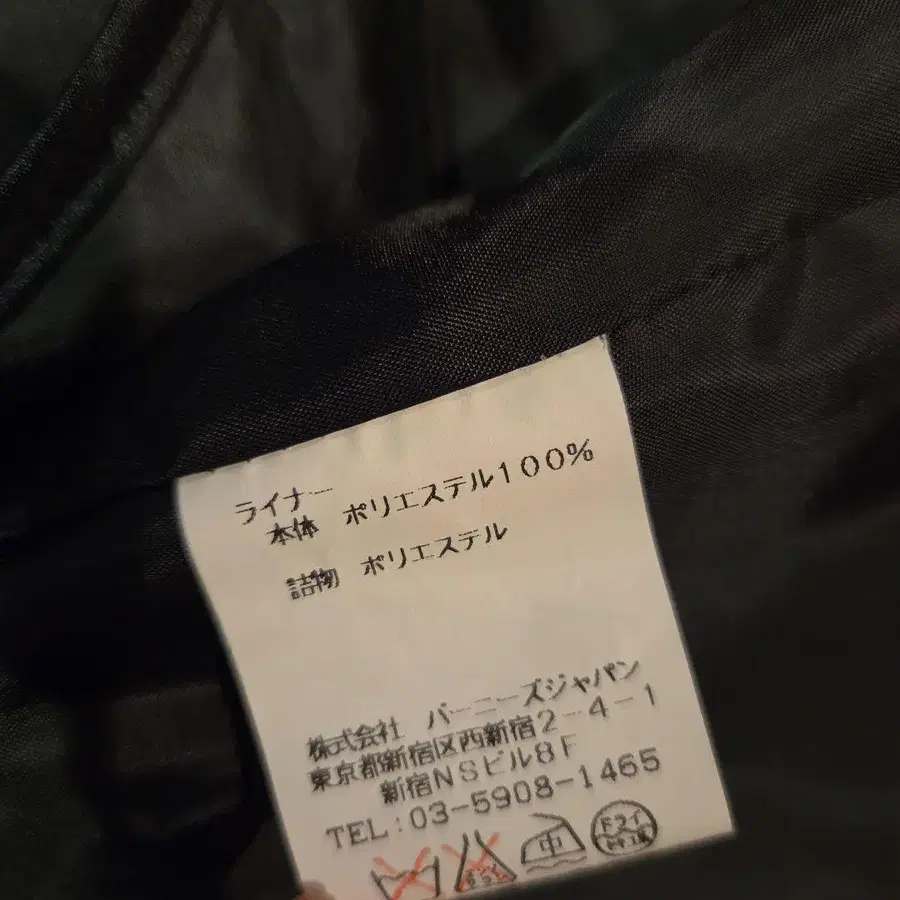 ライナー
本体 ポリエステル100%
詰物 ポリエステル
株式会社 バーニーズジャパン
東京都新宿区西新宿2-4-1
新宿NSビル8F
TEL:03-5908-1465
中
ドライ